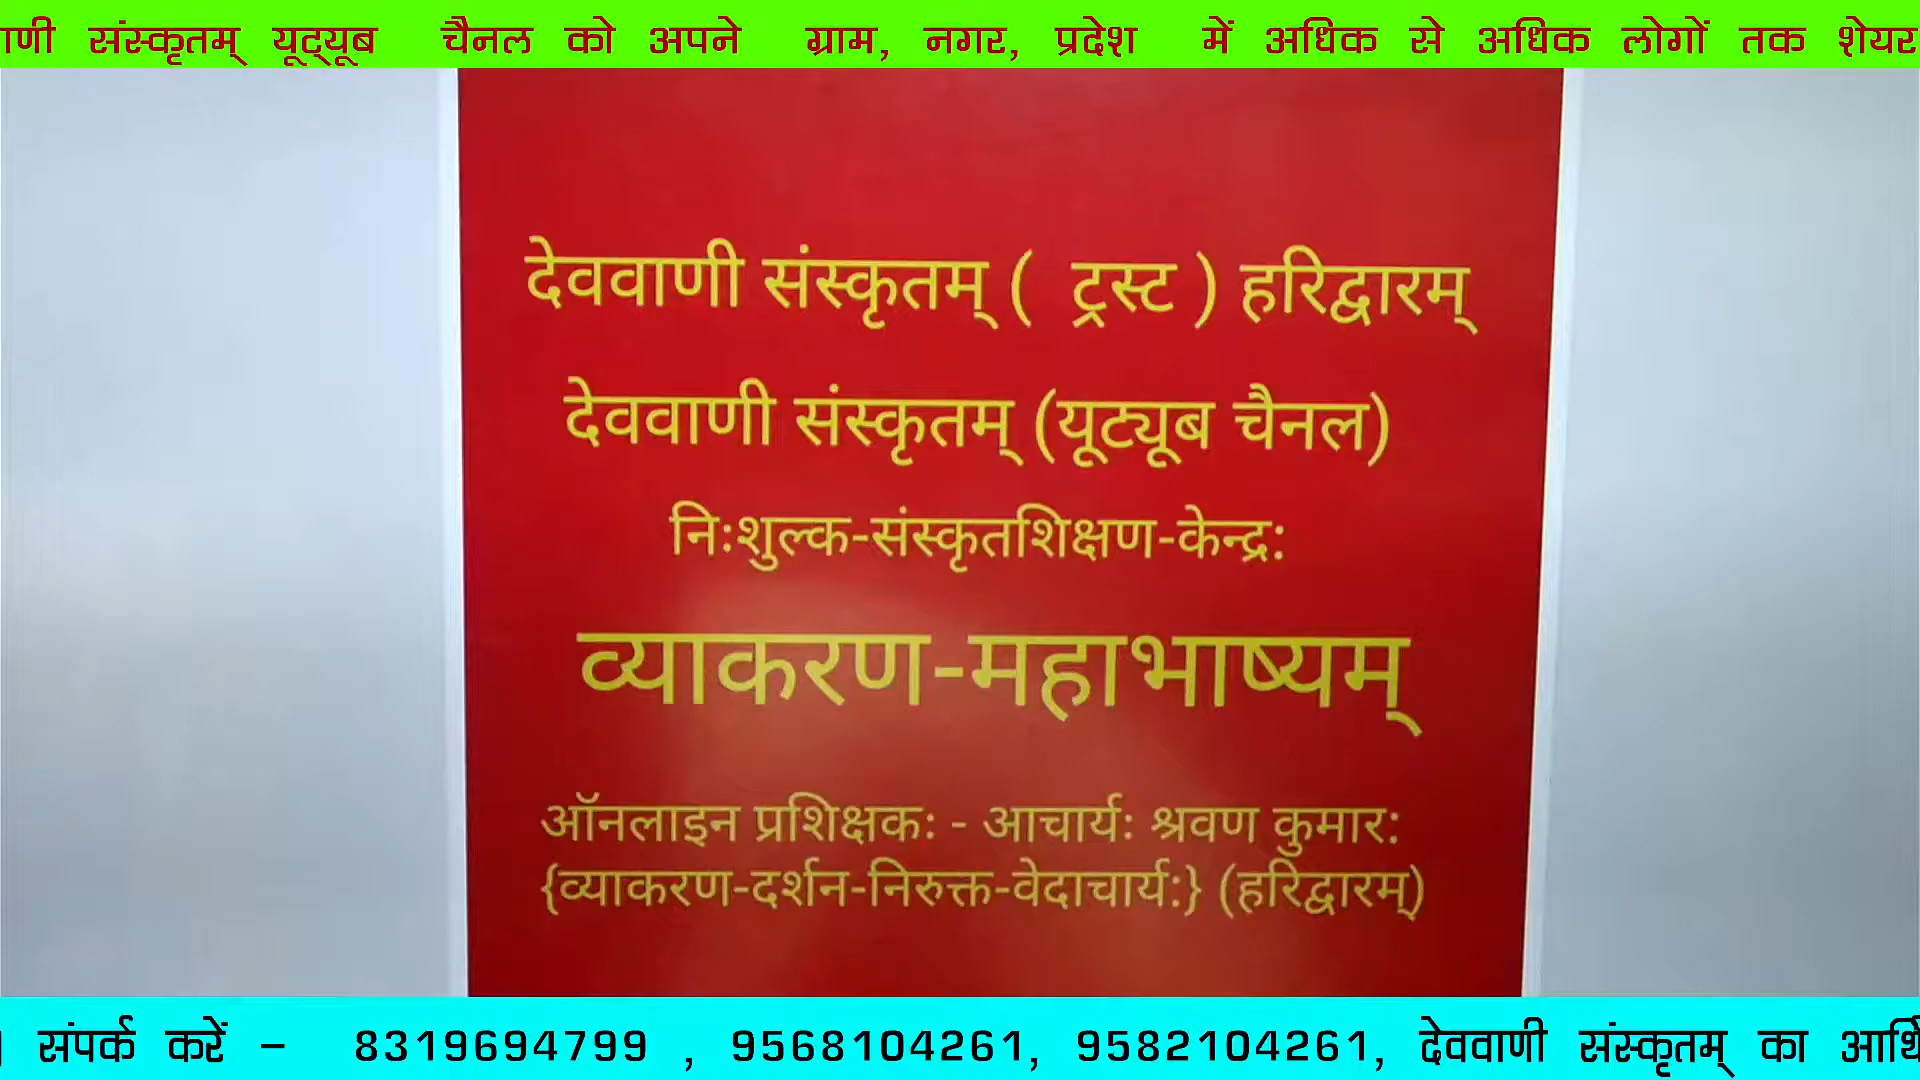 संस्कृतम् यूट्यूब चैनल को अपने ग्राम, नगर, प्रदेश में अधिक से अधिक लोगों तक शेयर
देववाणी संस्कृतम् ( ट्रस्ट ) हरिद्वारम्
देववाणी संस्कृतम् (यूट्यूब चैनल)
निःशुल्क-संस्कृतशिक्षण-केन्द्रः
व्याकरण-महाभाष्यम्
ऑनलाइन प्रशिक्षकः - आचार्यः श्रवण कुमारः
{व्याकरण-दर्शन-निरुक्त-वेदाचार्यः} (हरिद्वारम्)
संपर्क करें - 8319694799 , 9568104261, 9582104261, देववाणी संस्कृतम् का